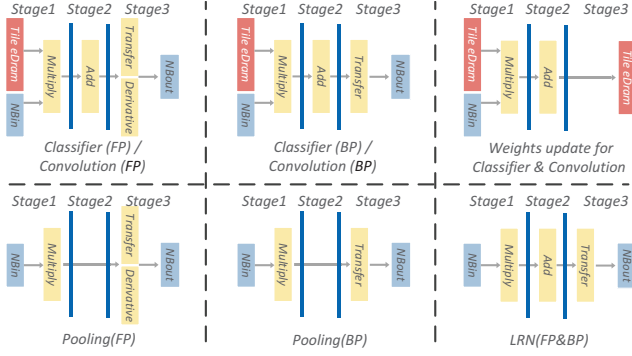 Stage1 Stage2 Stage3
Tile eDram
NBin
Multiply
Add
Transfer
Derivative
NBout
Classifier (FP) /
Convolution (FP)
Stage1 Stage2 Stage3
Tile eDram
NBin
Multiply
Add
Transfer
NBout
Classifier (BP) /
Convolution (BP)
Stage1 Stage2 Stage3
Tile eDram
NBin
Multiply
Add
Tile eDram
Weights update for
Classifier & Convolution
Stage1 Stage2 Stage3
NBin
Multiply
Transfer
Derivative
NBout
Pooling(FP)
Stage1 Stage2 Stage3
NBin
Multiply
Transfer
NBout
Pooling(BP)
Stage1 Stage2 Stage3
NBin
Multiply
Add
Transfer
NBout
LRN(FP&BP)